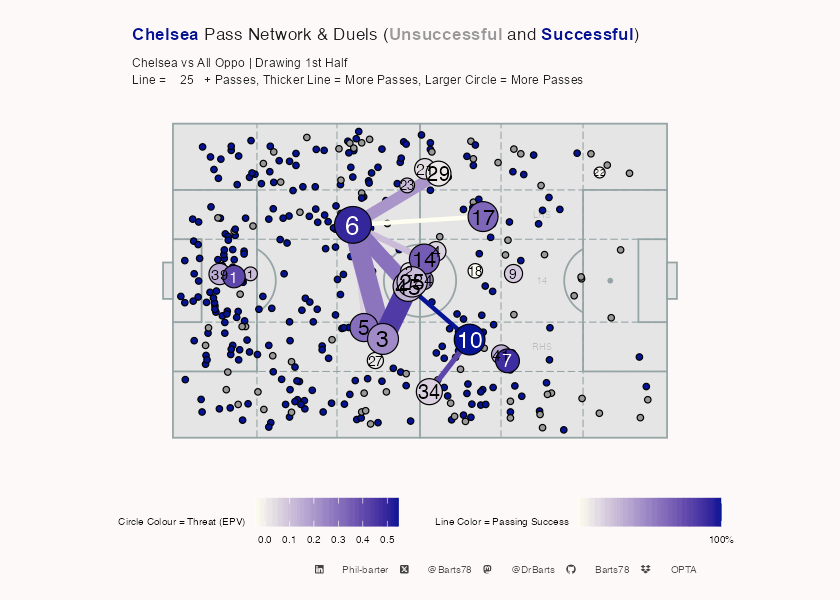 Chelsea Pass Network & Duels (Unsuccessful and Successful)
Chelsea vs All Oppo | Drawing 1st Half
Line = 25 + Passes, Thicker Line = More Passes, Larger Circle = More Passes
29
22
23
6
17
14
18
9
14
1
1
45
5
3
10
RHS
27
7
34
Circle Colour = Threat (EPV)
0.0 0.1 0.2 0.3 0.4 0.5
Line Color = Passing Success
100%
Phil-barter @Barts78 @DrBarts Barts78 OPTA